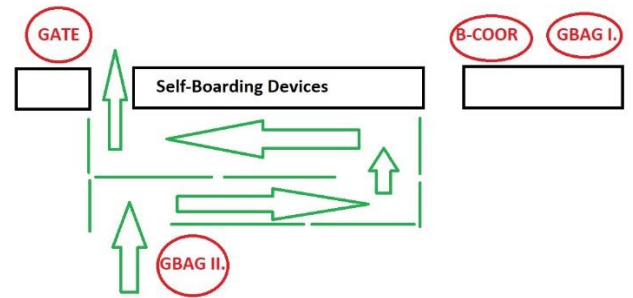 GATE
B-COOR
GBAG I.
Self-Boarding Devices
GBAG II.